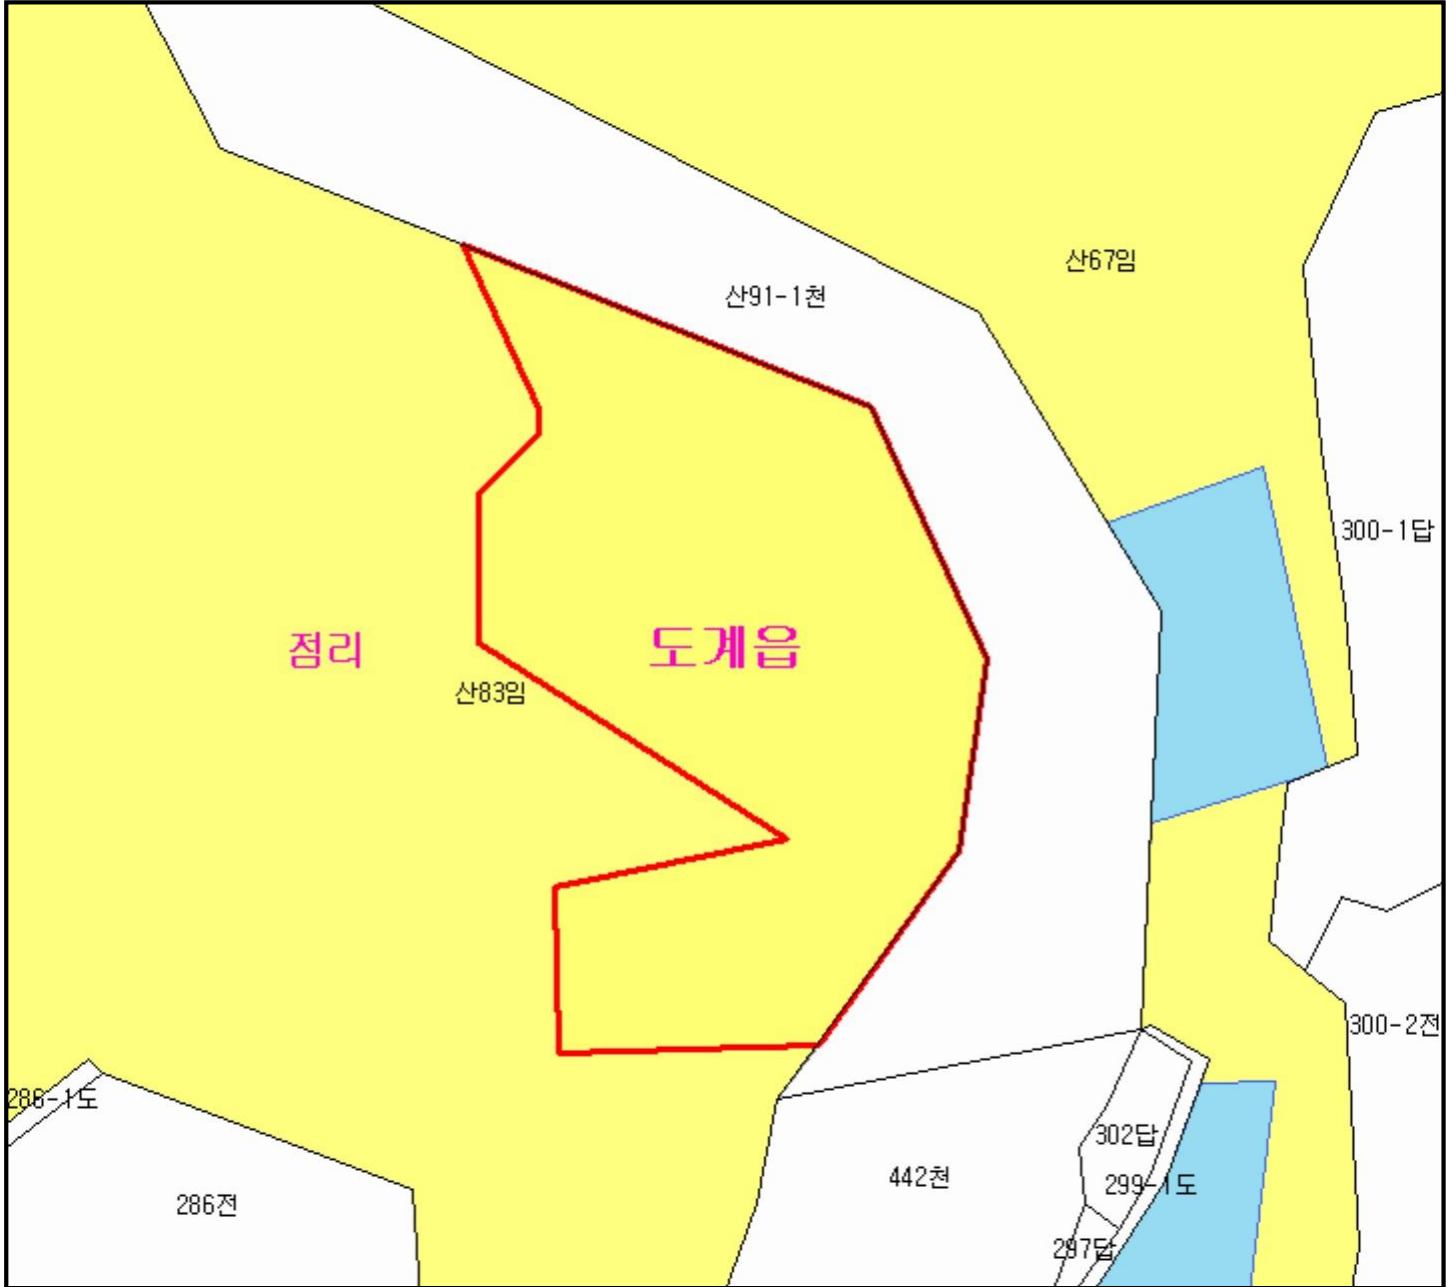 산67임
산91-1천
300-1답
점리
도계읍
산83임
300-2전
286-1도
302답
442천
299-1도
286전
297답